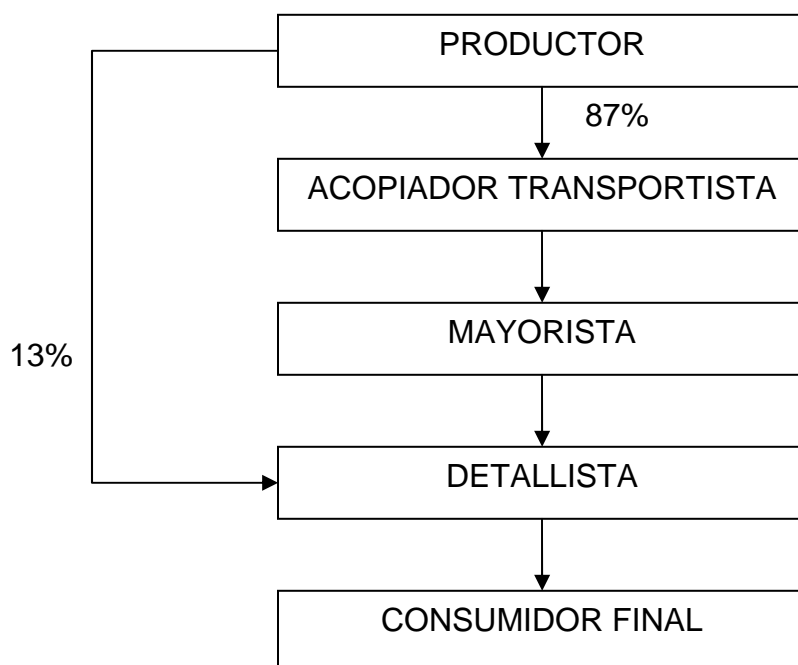 PRODUCTOR
87%
ACOPIADOR TRANSPORTISTA
MAYORISTA
13%
DETALLISTA
CONSUMIDOR FINAL